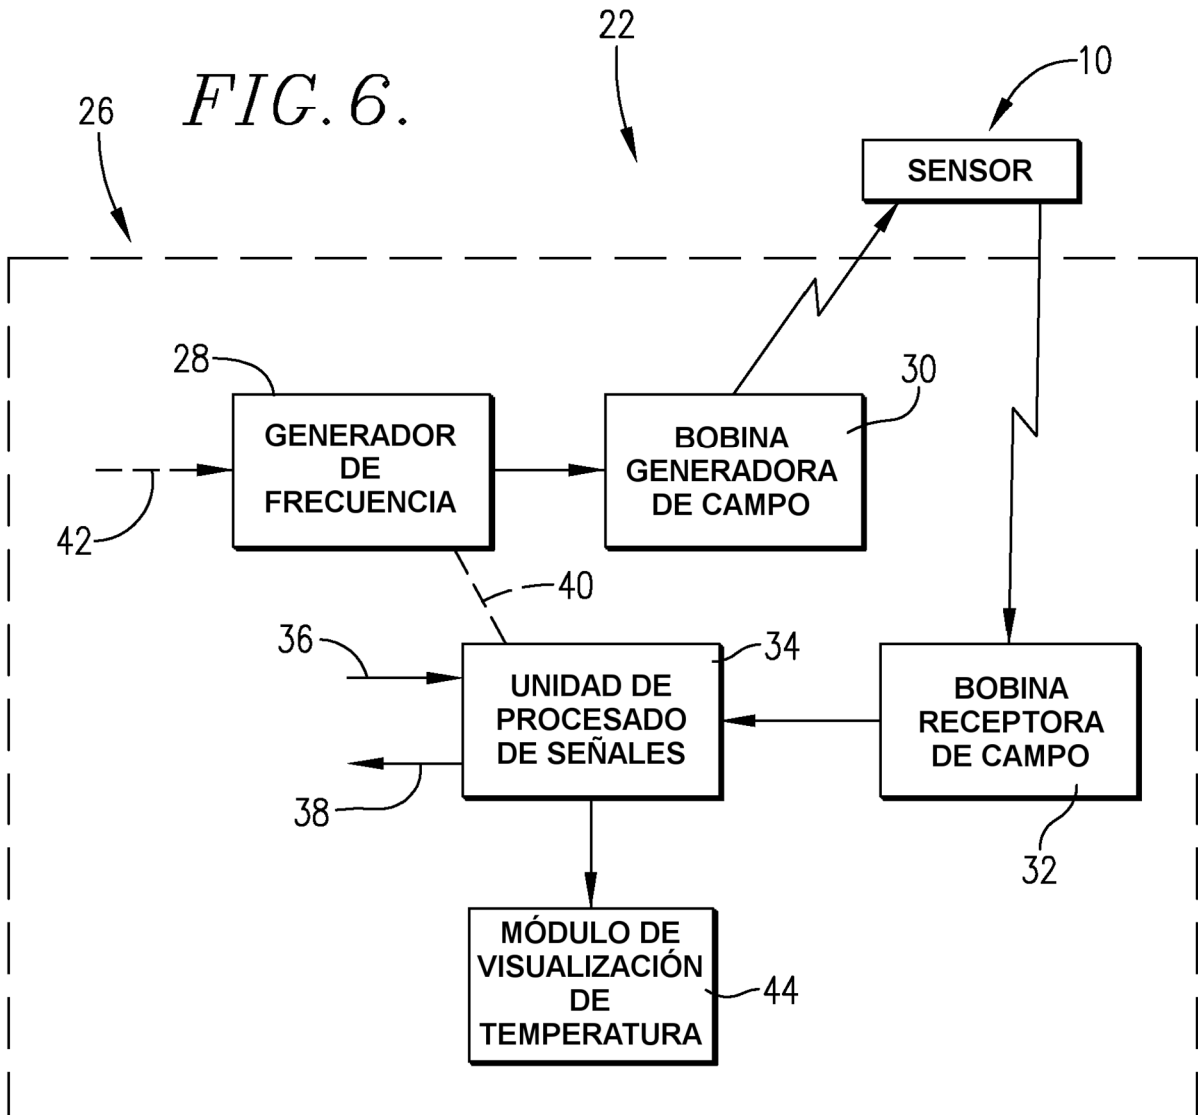 22
FIG. 6.
10
26
SENSOR
28
30
GENERADOR
DE
FRECUENCIA
BOBINA
GENERADORA
DE CAMPO
42
40
36
34
UNIDAD DE
PROCESADO
DE SEÑALES
BOBINA
RECEPTORA
DE CAMPO
38
32
MÓDULO DE
VISUALIZACIÓN
DE
TEMPERATURA
44